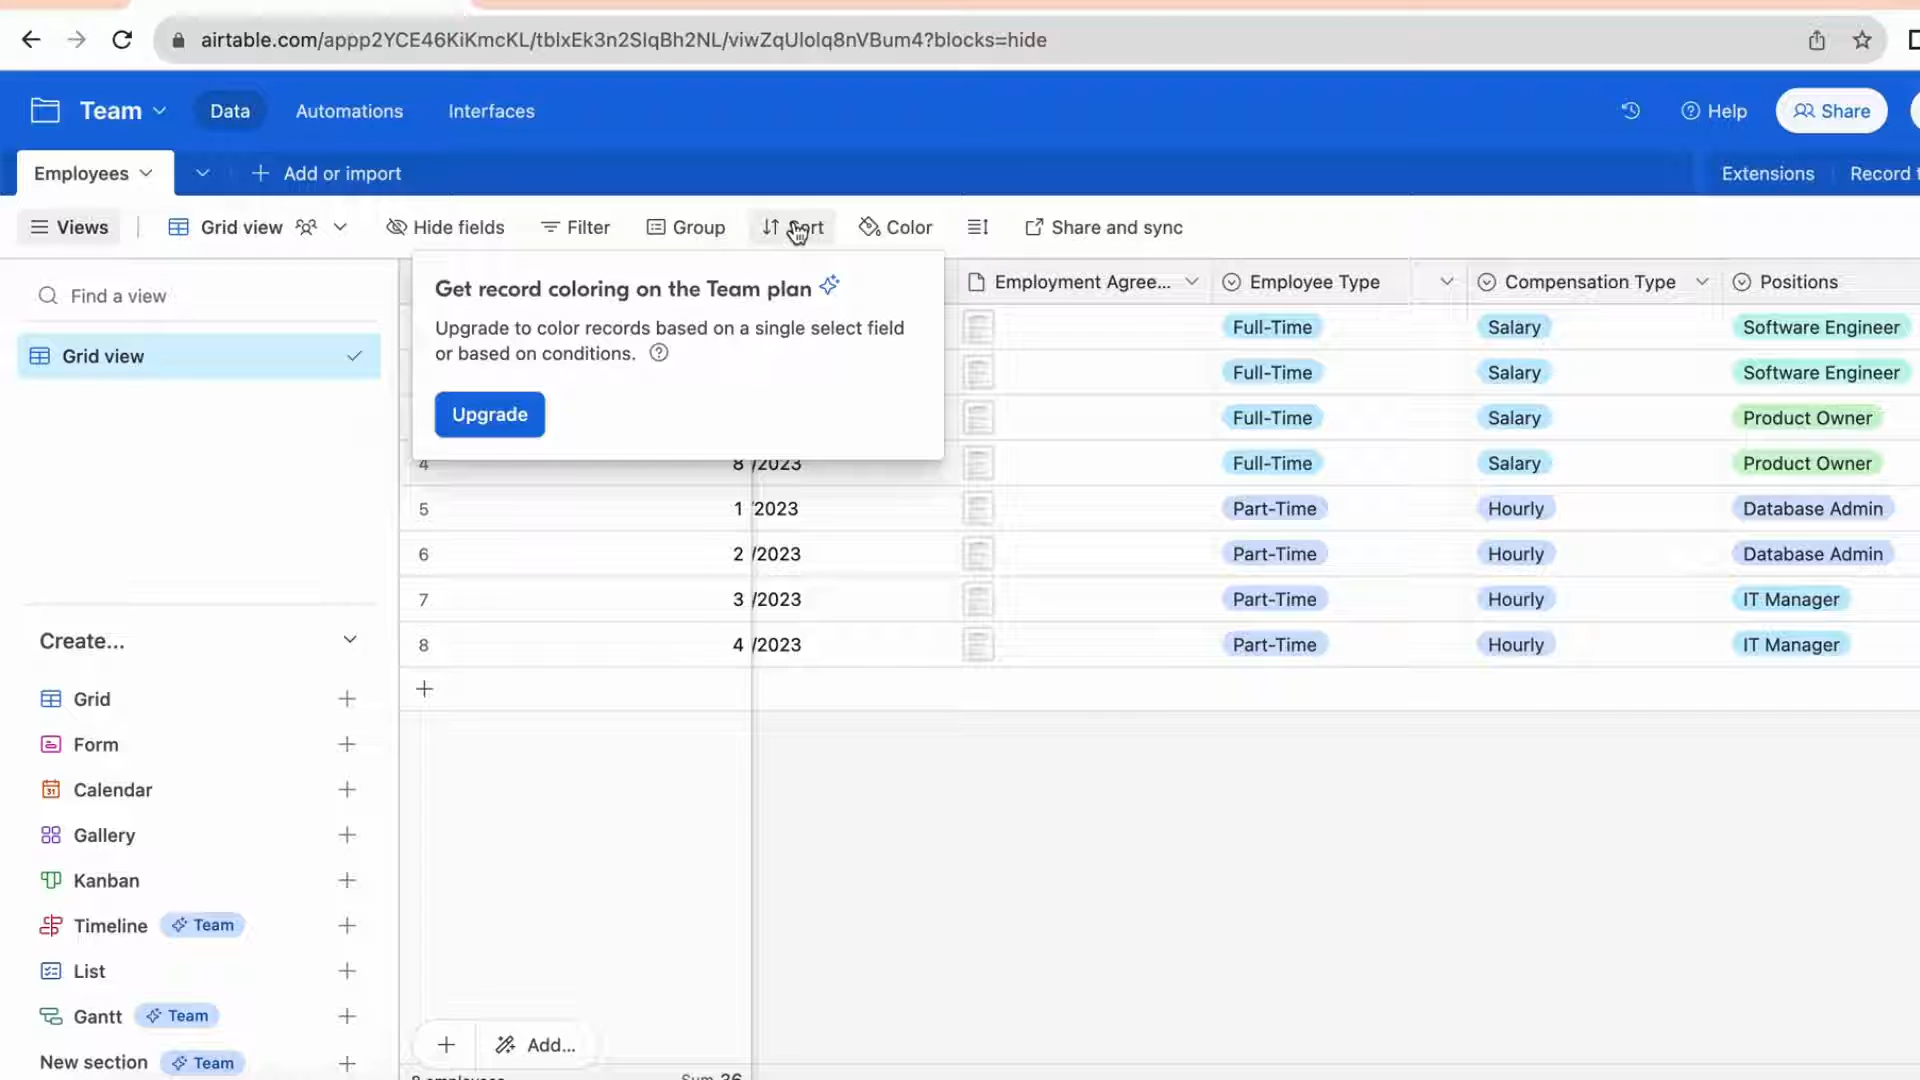 airtable.com/appp2YCE46KiKmcKL/tblxEk3n2SIqBh2NL/viwZqUlolq8nVBum4?blocks=hide
Team Data Automations Interfaces Help Share
Employees Add or import Extensions Record
Views Grid view Hide fields Filter Group Color Share and sync
Find a view
Grid view
Get record coloring on the Team plan
Upgrade to color records based on a single select field
or based on conditions.
Upgrade
Employment Agree... Employee Type Compensation Type Positions
Full-Time Salary Software Engineer
Full-Time Salary Software Engineer
Full-Time Salary Product Owner
4 8 /2023 Full-Time Salary Product Owner
5 1 /2023 Part-Time Hourly Database Admin
6 2 /2023 Part-Time Hourly Database Admin
7 3 /2023 Part-Time Hourly IT Manager
8 4 /2023 Part-Time Hourly IT Manager
Create...
Grid
Form
Calendar
Gallery
Kanban
Timeline Team
List
Gantt Team
New section Team
Add...
8 employees Sum 36